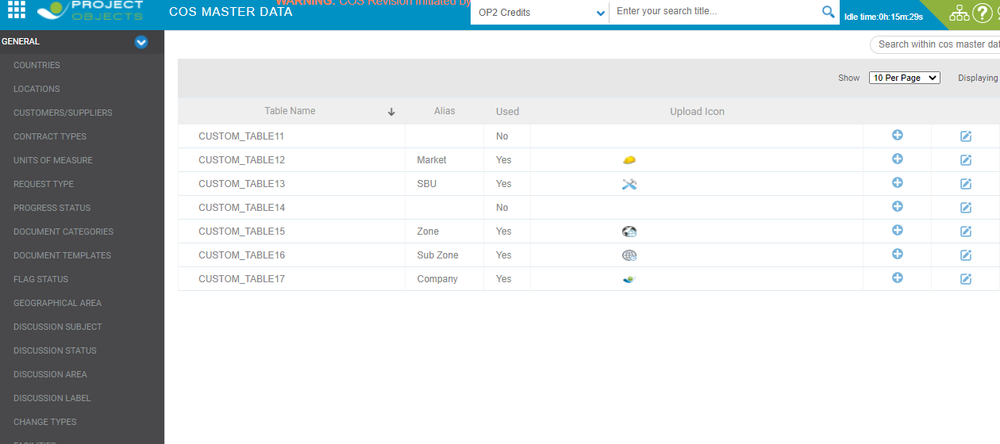 PROJECT
OBJECTS
COS MASTER DATA
WARNING: COS Revision Initiated by
OP2 Credits
Enter your search title...
Idle time:0h:15m:29s
GENERAL
COUNTRIES
LOCATIONS
CUSTOMERS/SUPPLIERS
CONTRACT TYPES
UNITS OF MEASURE
REQUEST TYPE
PROGRESS STATUS
DOCUMENT CATEGORIES
DOCUMENT TEMPLATES
FLAG STATUS
GEOGRAPHICAL AREA
DISCUSSION SUBJECT
DISCUSSION STATUS
DISCUSSION AREA
DISCUSSION LABEL
CHANGE TYPES
FACILITIES
Search within cos master dat
Show 10 Per Page Displaying
Table Name Alias Used Upload Icon
CUSTOM_TABLE11 No
CUSTOM_TABLE12 Market Yes
CUSTOM_TABLE13 SBU Yes
CUSTOM_TABLE14 No
CUSTOM_TABLE15 Zone Yes
CUSTOM_TABLE16 Sub Zone Yes
CUSTOM_TABLE17 Company Yes